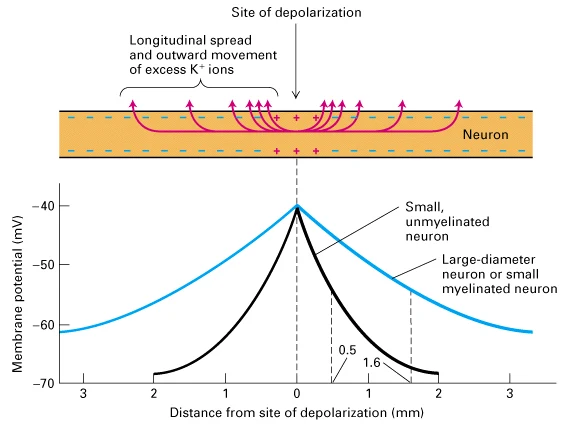 Site of depolarization
Longitudinal spread
and outward movement
of excess K⁺ ions
+ + +
Neuron
+ + +
Membrane potential (mV)
−40
−50
−60
−70
Small,
unmyelinated
neuron
Large-diameter
neuron or small
myelinated neuron
0.5
1.6
3 2 1 0 1 2 3
Distance from site of depolarization (mm)